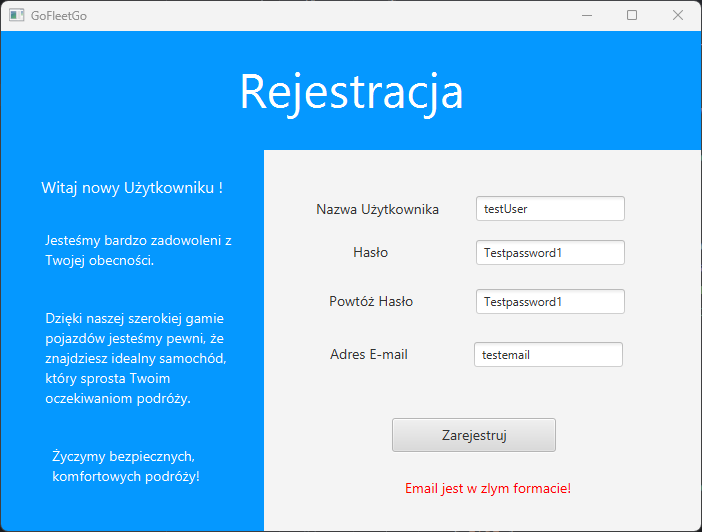 GoFleetGo
Rejestracja
Witaj nowy Użytkowniku !
Jesteśmy bardzo zadowoleni z
Twojej obecności.
Dzięki naszej szerokiej gamie
pojazdów jesteśmy pewni, że
znajdziesz idealny samochód,
który sprosta Twoim
oczekiwaniom podróży.
Życzymy bezpiecznych,
komfortowych podróży!
Nazwa Użytkownika testUser
Hasło Testpassword1
Powtóż Hasło Testpassword1
Adres E-mail testemail
Zarejestruj
Email jest w zlym formacie!